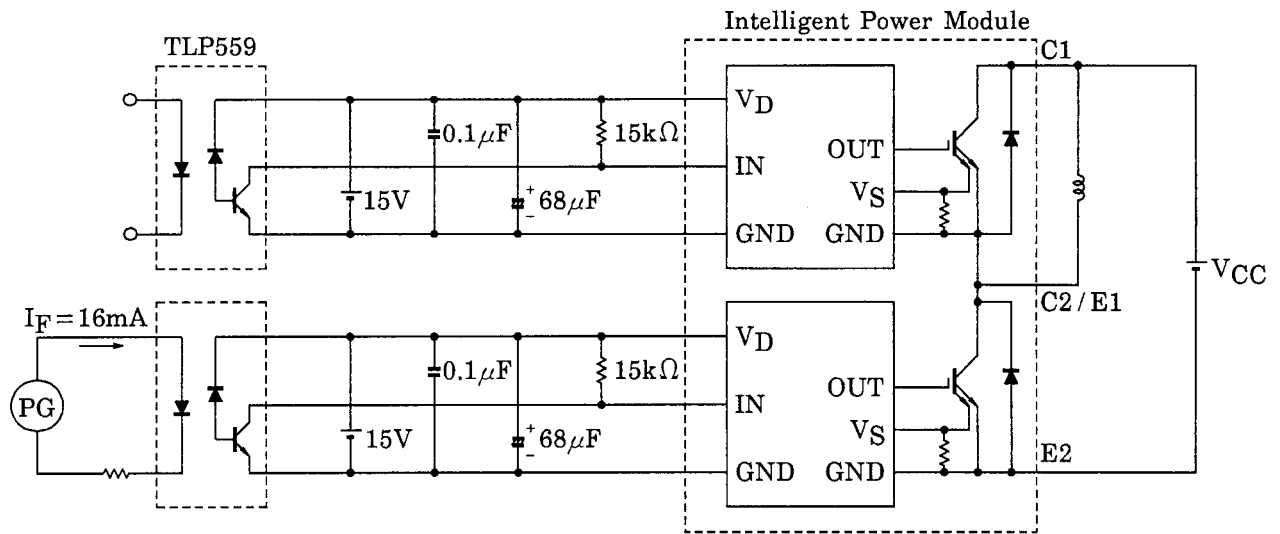 Intelligent Power Module
TLP559
C1
V_D
0.1μF
15kΩ
OUT
IN
V_S
15V
+
68μF
-
GND
GND
V_CC
C2/E1
I_F=16mA
V_D
0.1μF
15kΩ
OUT
PG
IN
V_S
15V
+
68μF
-
E2
GND
GND